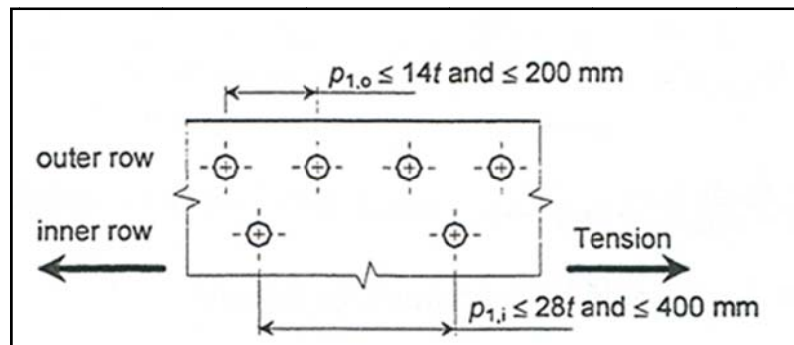 p1,o ≤ 14t and ≤ 200 mm
outer row
inner row
Tension
p1,i ≤ 28t and ≤ 400 mm